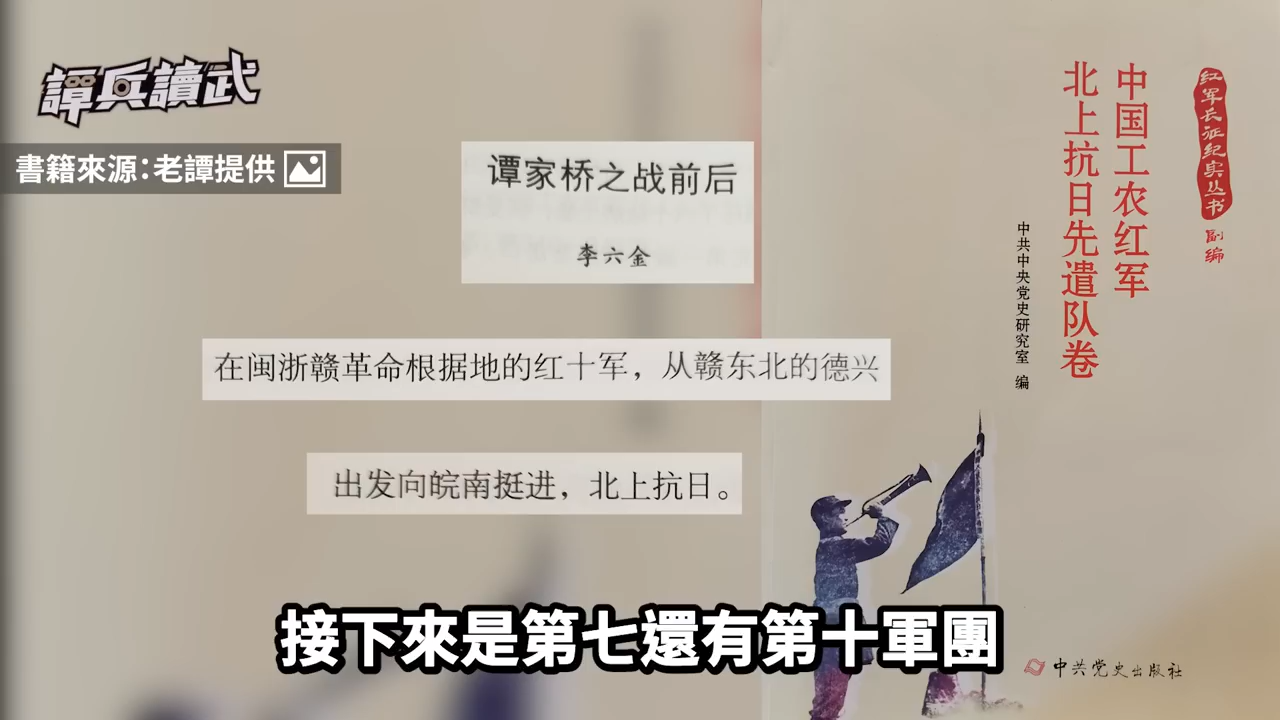 譚兵讀武
書籍來源：老譚提供
谭家桥之战前后
李六金
在闽浙赣革命根据地的红十军，从赣东北的德兴
出发向皖南挺进，北上抗日。
红军长征纪实丛书
副编
中国工农红军
北上抗日先遣队卷
中共中央党史研究室 编
中共党史出版社
接下來是第七還有第十軍團